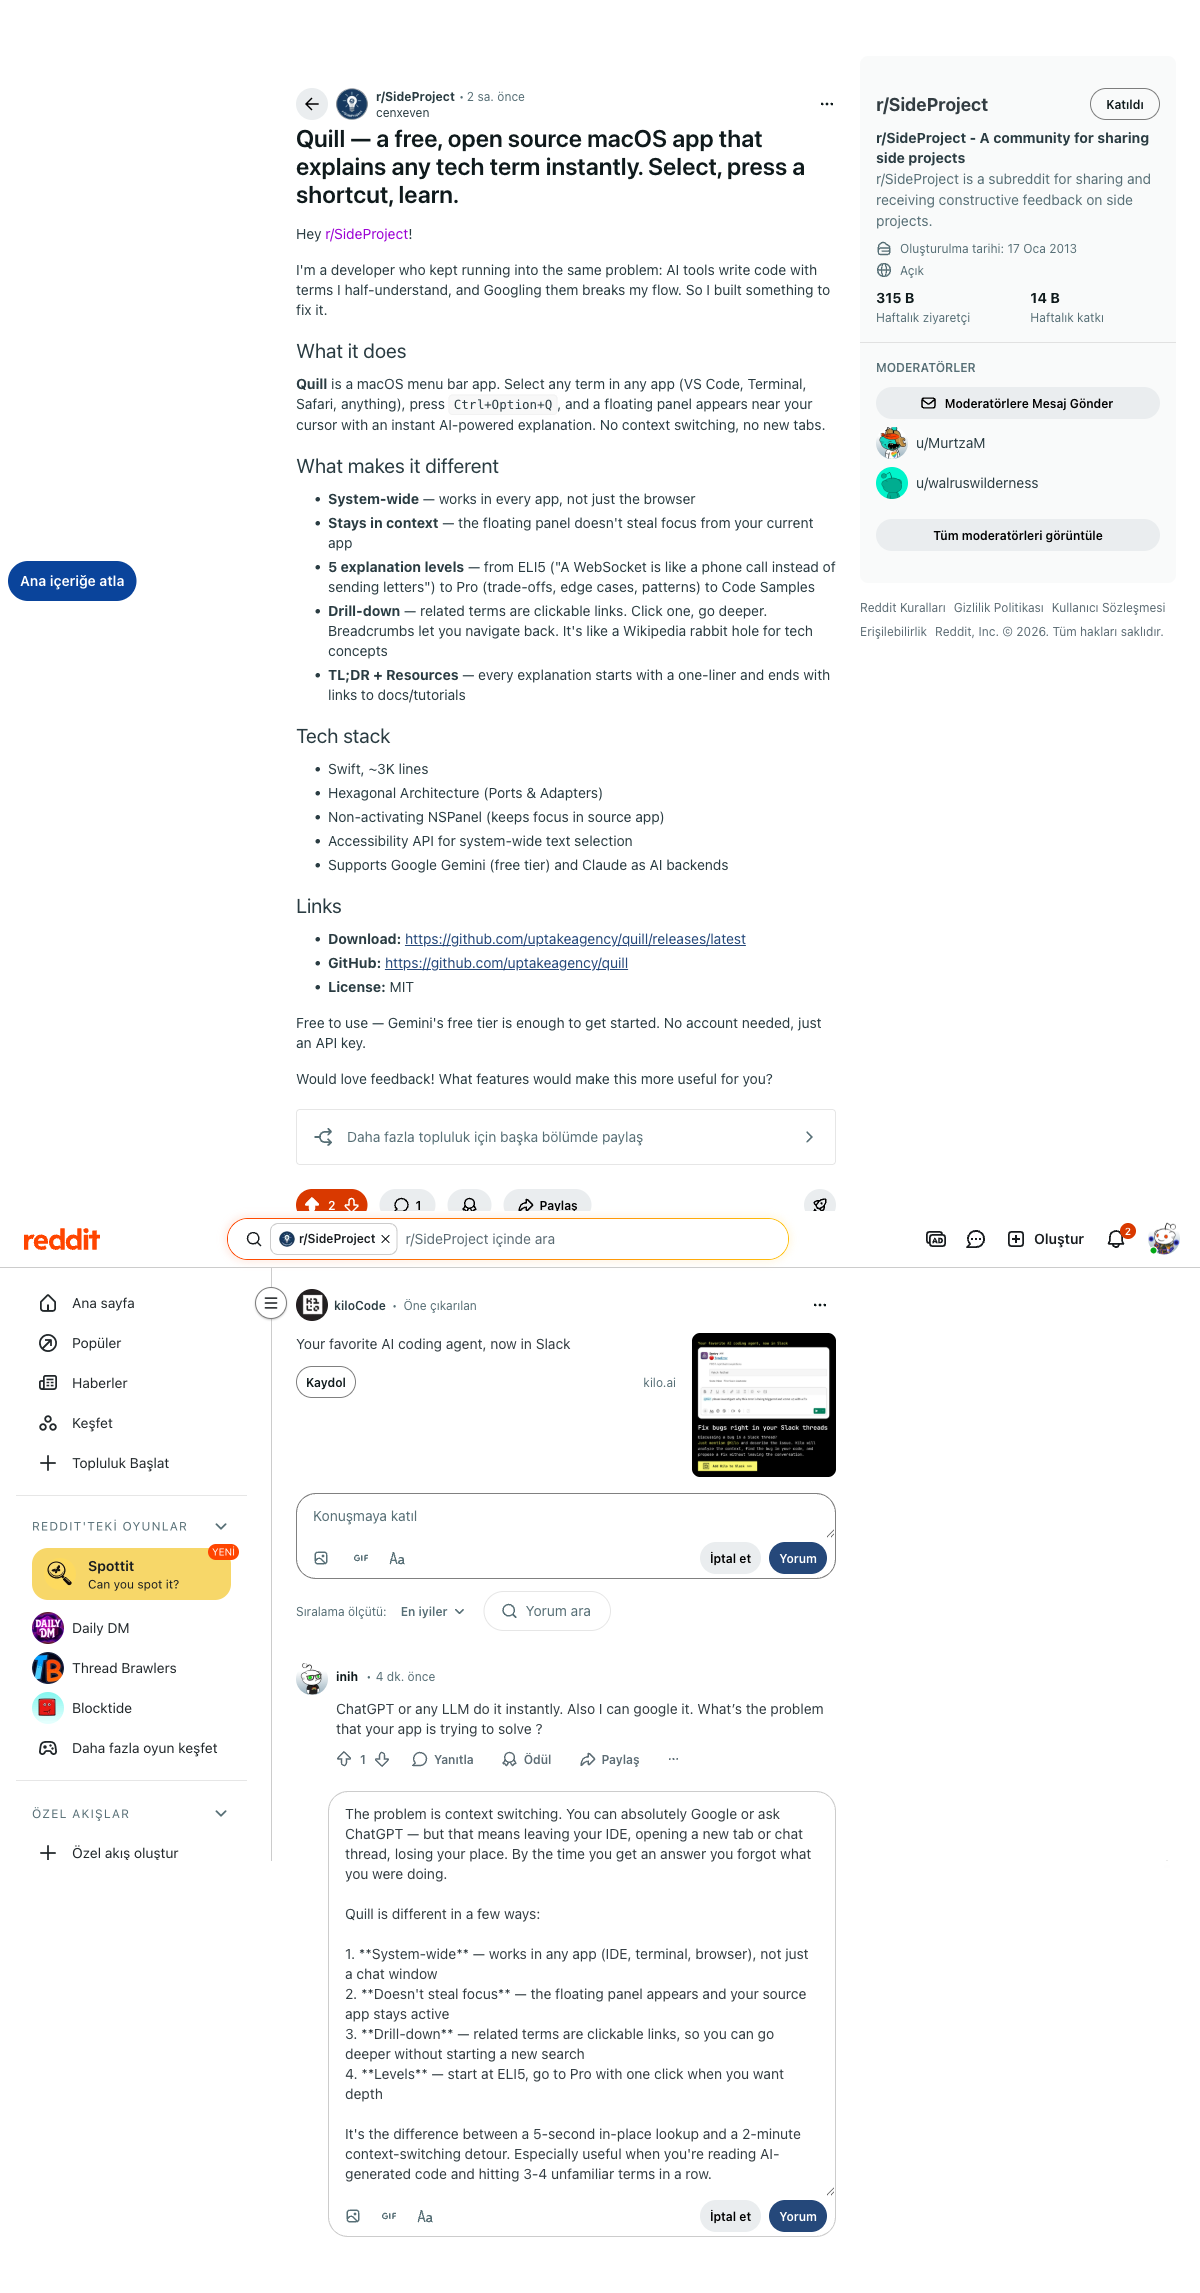 r/SideProject • 2 sa. önce
cenxeven
Quill — a free, open source macOS app that
explains any tech term instantly. Select, press a
shortcut, learn.
Hey r/SideProject!
I'm a developer who kept running into the same problem: AI tools write code with
terms I half-understand, and Googling them breaks my flow. So I built something to
fix it.
What it does
Quill is a macOS menu bar app. Select any term in any app (VS Code, Terminal,
Safari, anything), press Ctrl+Option+Q, and a floating panel appears near your
cursor with an instant AI-powered explanation. No context switching, no new tabs.
What makes it different
• System-wide — works in every app, not just the browser
• Stays in context — the floating panel doesn't steal focus from your current
app
• 5 explanation levels — from ELI5 ("A WebSocket is like a phone call instead of
sending letters") to Pro (trade-offs, edge cases, patterns) to Code Samples
• Drill-down — related terms are clickable links. Click one, go deeper.
Breadcrumbs let you navigate back. It's like a Wikipedia rabbit hole for tech
concepts
• TL;DR + Resources — every explanation starts with a one-liner and ends with
links to docs/tutorials
Tech stack
• Swift, ~3K lines
• Hexagonal Architecture (Ports & Adapters)
• Non-activating NSPanel (keeps focus in source app)
• Accessibility API for system-wide text selection
• Supports Google Gemini (free tier) and Claude as AI backends
Links
• Download: https://github.com/uptakeagency/quill/releases/latest
• GitHub: https://github.com/uptakeagency/quill
• License: MIT
Free to use — Gemini's free tier is enough to get started. No account needed, just
an API key.
Would love feedback! What features would make this more useful for you?
Daha fazla topluluk için başka bölümde paylaş
2
1
Paylaş
r/SideProject
Katıldı
r/SideProject - A community for sharing
side projects
r/SideProject is a subreddit for sharing and
receiving constructive feedback on side
projects.
Oluşturulma tarihi: 17 Oca 2013
Açık
315 B
14 B
Haftalık ziyaretçi
Haftalık katkı
MODERATÖRLER
Moderatörlere Mesaj Gönder
u/MurtzaM
u/walruswilderness
Tüm moderatörleri görüntüle
Reddit Kuralları Gizlilik Politikası Kullanıcı Sözleşmesi
Erişilebilirlik Reddit, Inc. © 2026. Tüm hakları saklıdır.
Ana içeriğe atla
reddit
r/SideProject
r/SideProject içinde ara
AD
Oluştur
2
Ana sayfa
Popüler
Haberler
Keşfet
Topluluk Başlat
REDDIT'TEKİ OYUNLAR
YENİ
Spottit
Can you spot it?
DAILY
DM
Daily DM
TB
Thread Brawlers
Blocktide
Daha fazla oyun keşfet
ÖZEL AKIŞLAR
Özel akış oluştur
kiloCode • Öne çıkarılan
Your favorite AI coding agent, now in Slack
Kaydol
kilo.ai
Your favorite AI coding agent, now in Slack
Fix bugs right in your Slack threads
Konuşmaya katıl
GIF
Aa
İptal et
Yorum
Sıralama ölçütü: En iyiler
Yorum ara
inih • 4 dk. önce
ChatGPT or any LLM do it instantly. Also I can google it. What's the problem
that your app is trying to solve ?
1
Yanıtla
Ödül
Paylaş
The problem is context switching. You can absolutely Google or ask
ChatGPT — but that means leaving your IDE, opening a new tab or chat
thread, losing your place. By the time you get an answer you forgot what
you were doing.
Quill is different in a few ways:
1. **System-wide** — works in any app (IDE, terminal, browser), not just
a chat window
2. **Doesn't steal focus** — the floating panel appears and your source
app stays active
3. **Drill-down** — related terms are clickable links, so you can go
deeper without starting a new search
4. **Levels** — start at ELI5, go to Pro with one click when you want
depth
It's the difference between a 5-second in-place lookup and a 2-minute
context-switching detour. Especially useful when you're reading AI-
generated code and hitting 3-4 unfamiliar terms in a row.
GIF
Aa
İptal et
Yorum